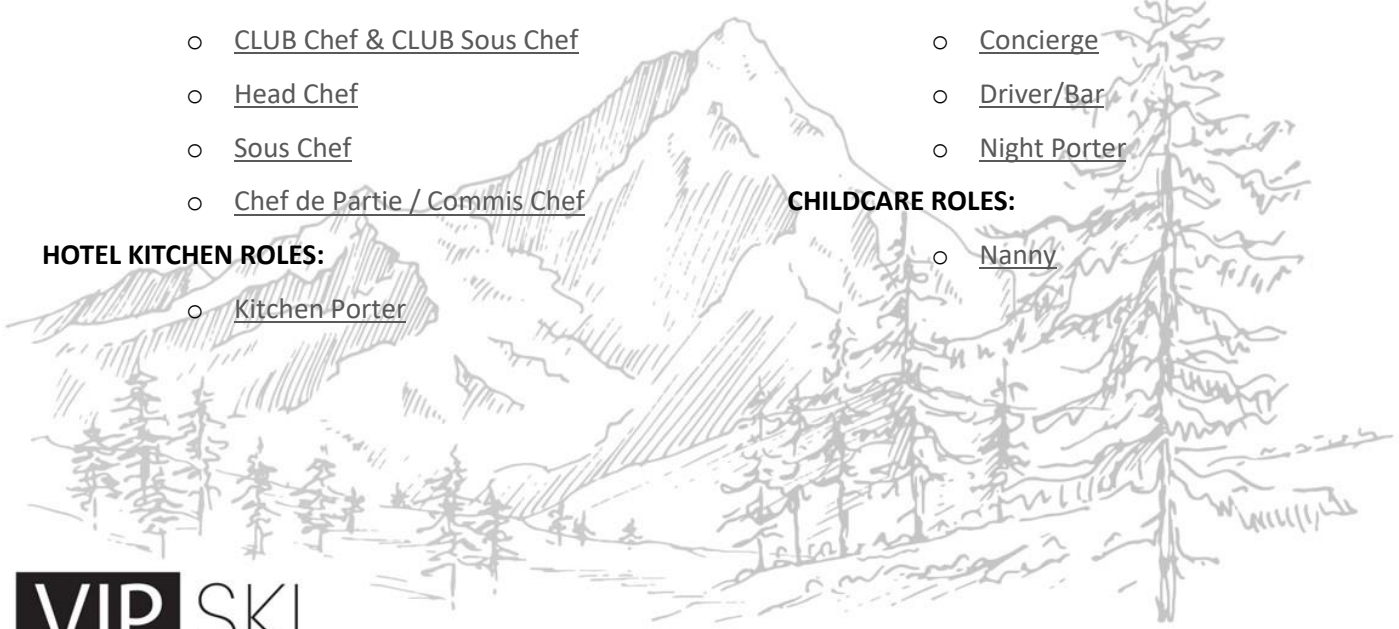 o CLUB Chef & CLUB Sous Chef
o Head Chef
o Sous Chef
o Chef de Partie / Commis Chef
HOTEL KITCHEN ROLES:
o Kitchen Porter
o Concierge
o Driver/Bar
o Night Porter
CHILDCARE ROLES:
o Nanny
VIP SKI